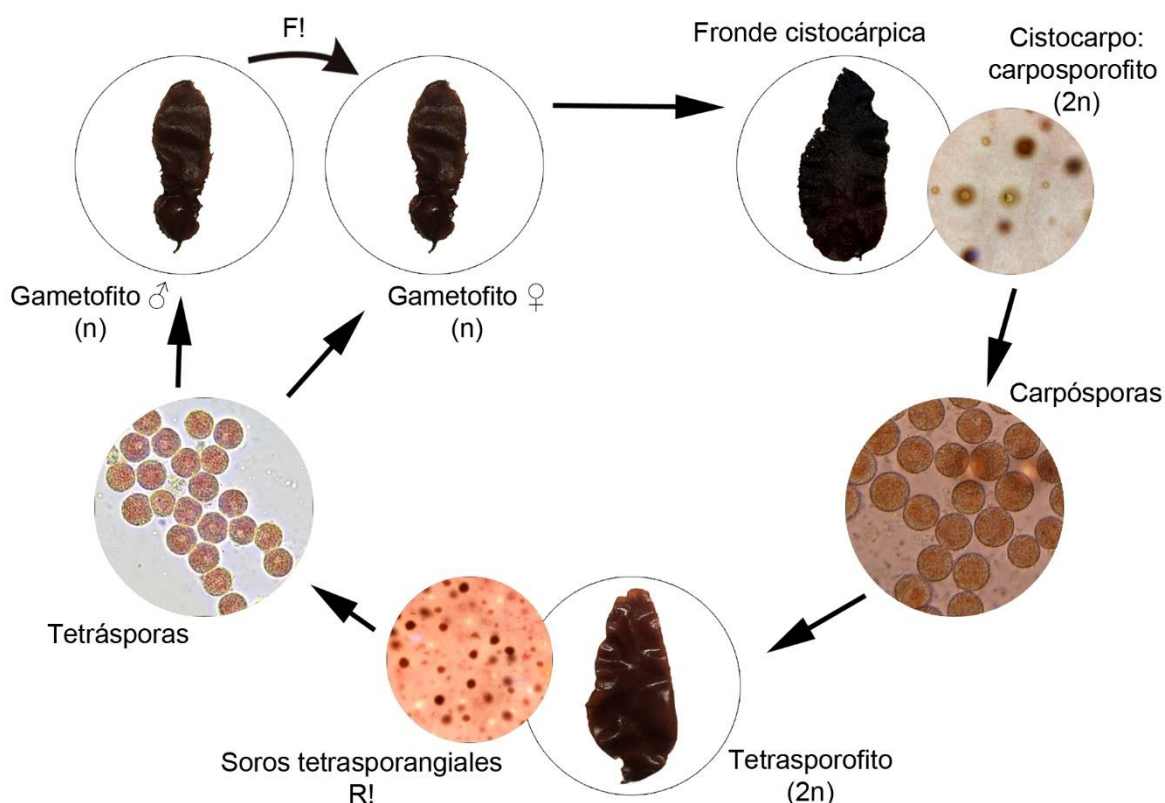 F!
Gametofito ♂
(n)
Gametofito ♀
(n)
Fronde cistocárpica
Cistocarpo:
carposporofito
(2n)
Carpósporas
Tetrasporofito
(2n)
Soros tetrasporangiales
R!
Tetrásporas